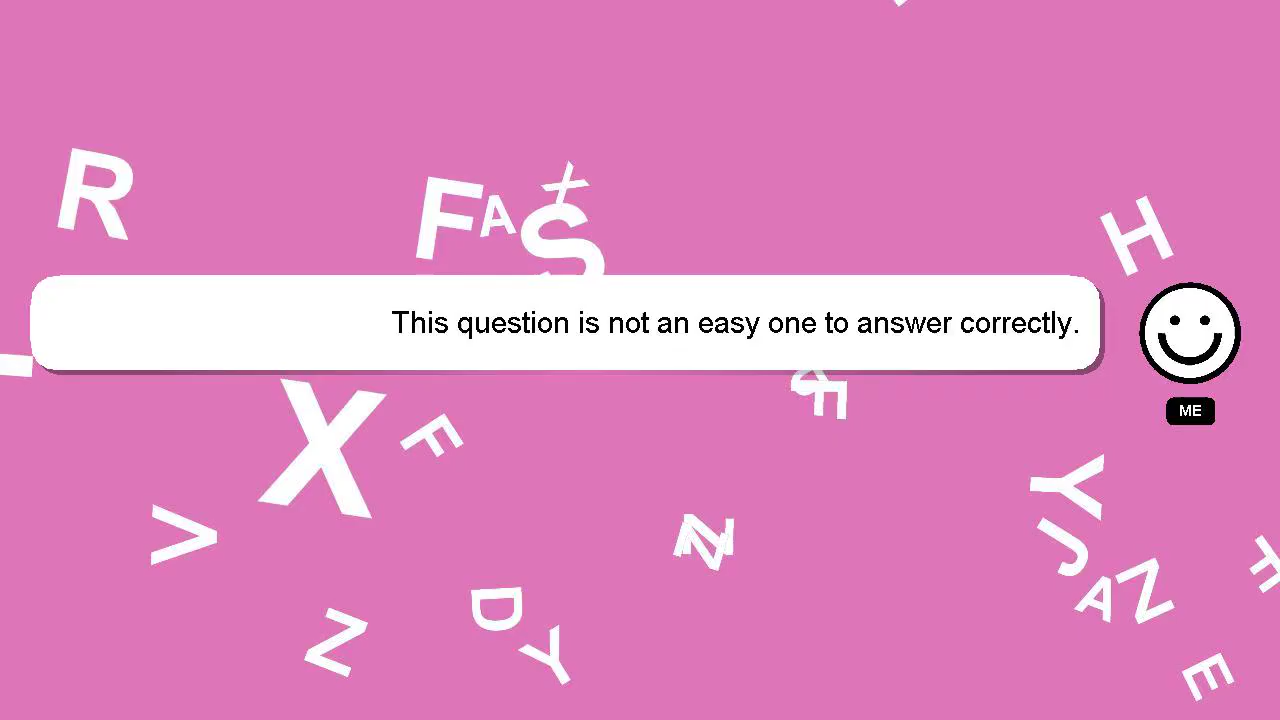 R
F
A
X
S
H
This question is not an easy one to answer correctly.
ME
X
F
F
Y
V
N
J
D
Y
N
A
Z
F
E